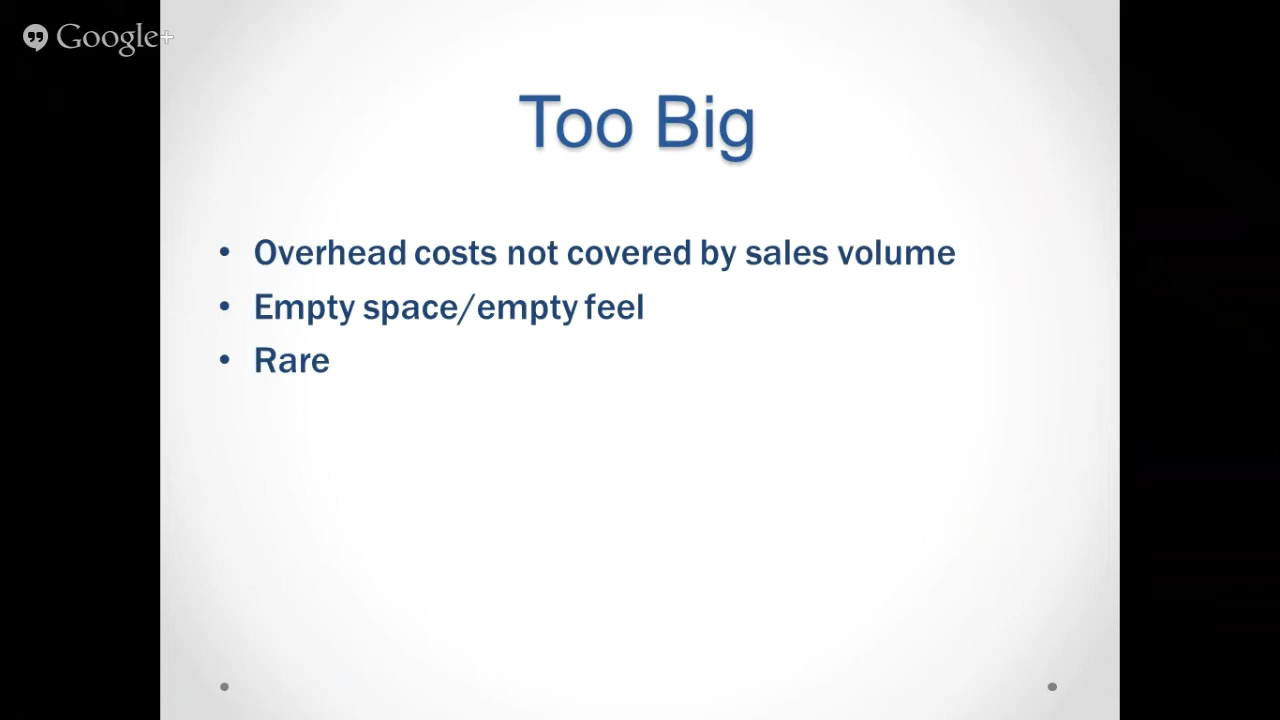 Google+
Too Big
• Overhead costs not covered by sales volume
• Empty space/empty feel
• Rare